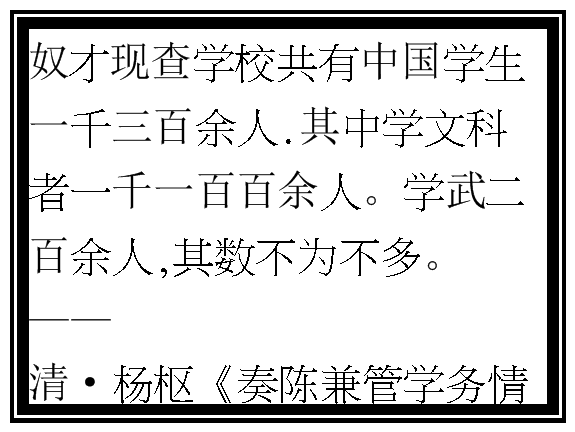 奴才现查学校共有中国学生
一千三百余人.其中学文科
者一千一百百余人。学武二
百余人,其数不为不多。
——
清·杨枢《奏陈兼管学务情